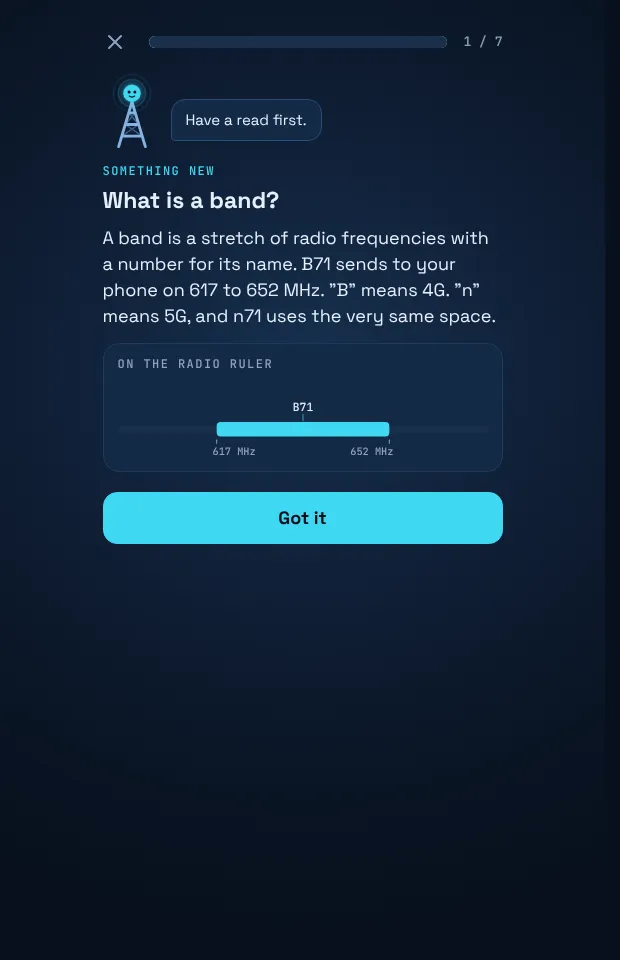 1 / 7
Have a read first.
SOMETHING NEW
What is a band?
A band is a stretch of radio frequencies with
a number for its name. B71 sends to your
phone on 617 to 652 MHz. ”B” means 4G. ”n”
means 5G, and n71 uses the very same space.
ON THE RADIO RULER
B71
617 MHz 652 MHz
Got it